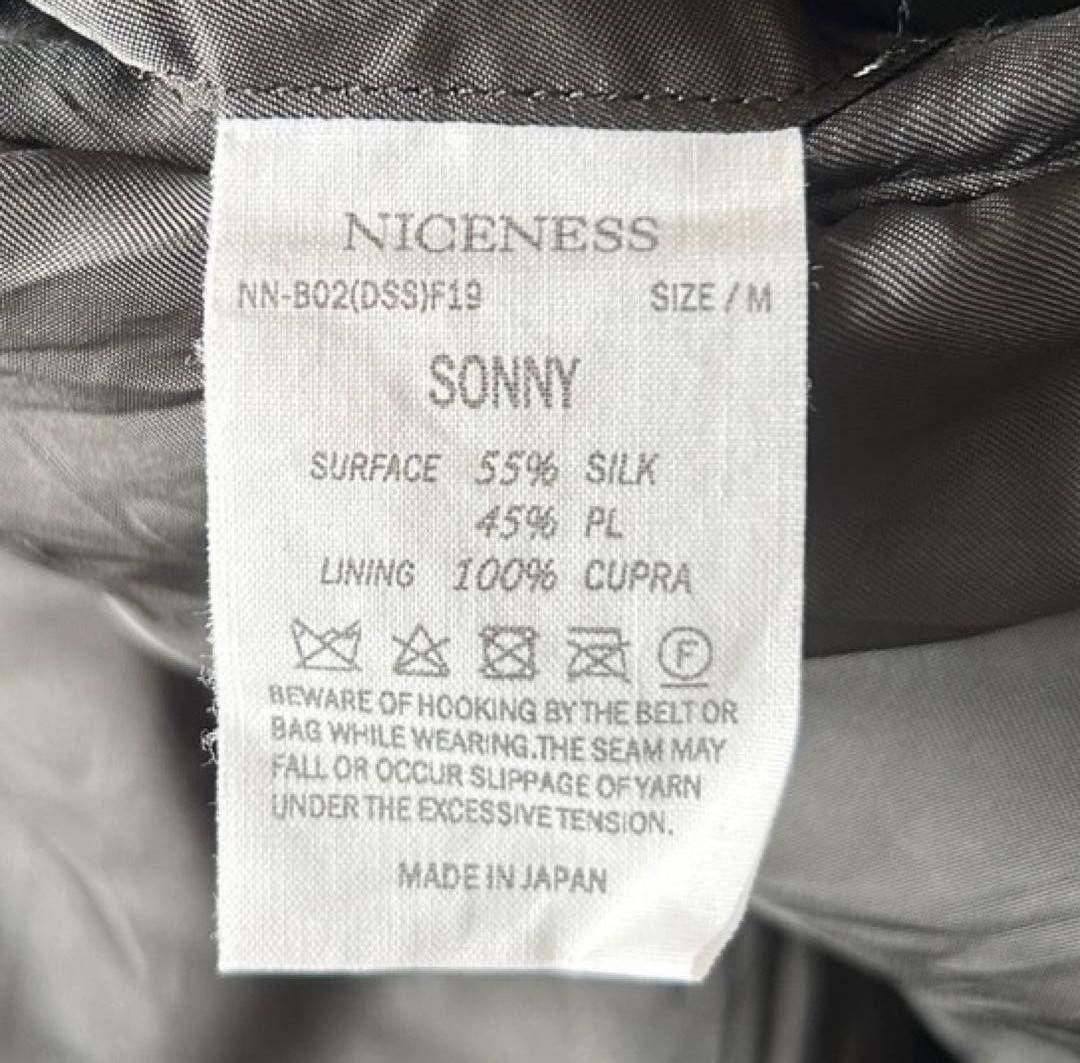 NICENESS
NN-B02(DSS)F19 SIZE / M
SONNY
SURFACE 55% SILK
45% PL
LINING 100% CUPRA
F
BEWARE OF HOOKING BY THE BELT OR
BAG WHILE WEARING.THE SEAM MAY
FALL OR OCCUR SLIPPAGE OF YARN
UNDER THE EXCESSIVE TENSION.
MADE IN JAPAN